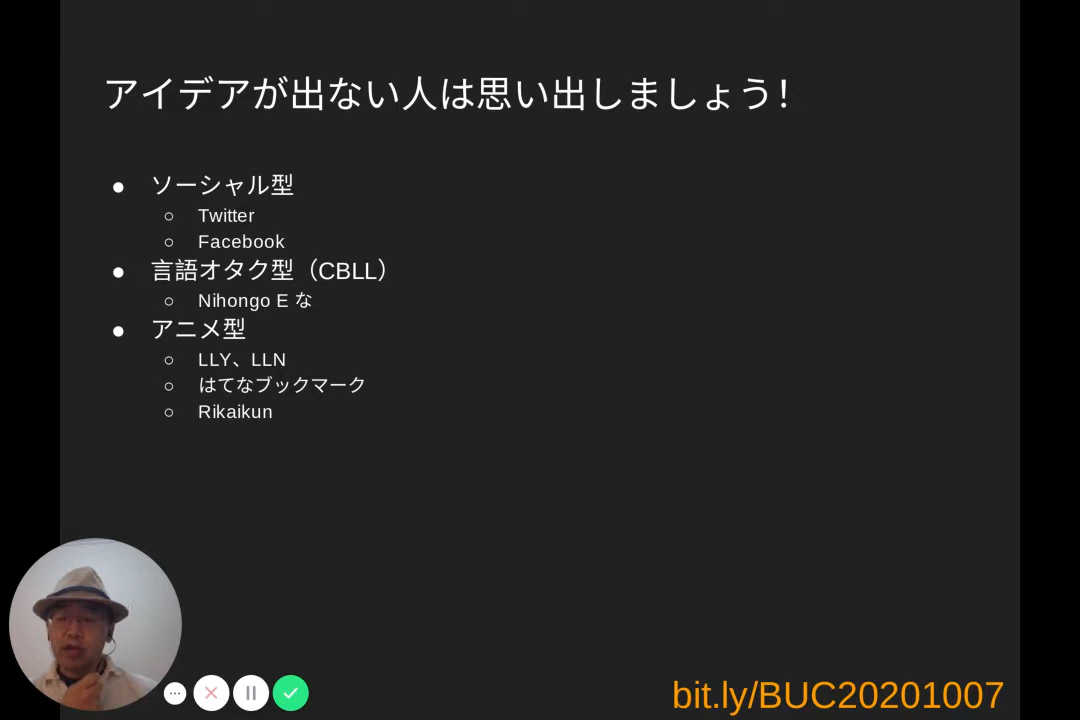 アイデアが出ない人は思い出しましょう！
● ソーシャル型
○ Twitter
○ Facebook
● 言語オタク型（CBLL）
○ Nihongo E な
● アニメ型
○ LLY、LLN
○ はてなブックマーク
○ Rikaikun
bit.ly/BUC20201007